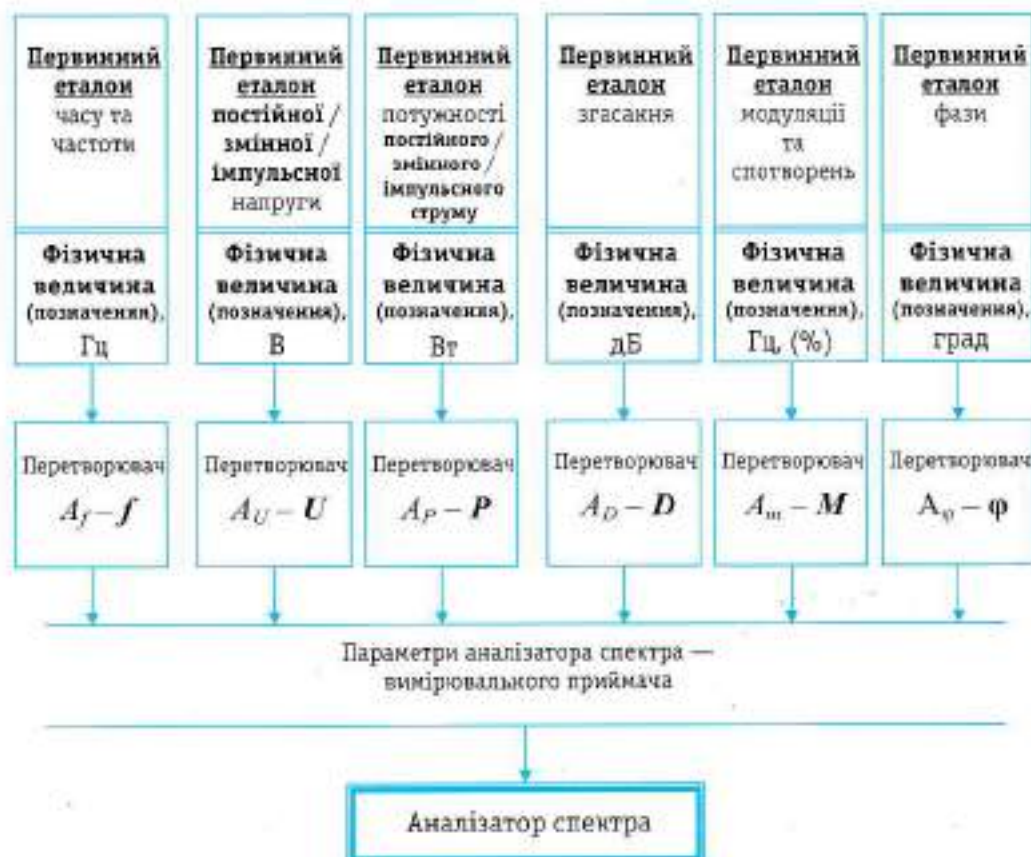 Первинний
еталон
часу та
частоти
Фізична
величина
(позначення),
Гц
Перетворювач
A_f – f
Первинний
еталон
постійної /
змінної /
імпульсної
напруги
Фізична
величина
(позначення),
В
Перетворювач
A_U – U
Первинний
еталон
потужності
постійного /
змінного /
імпульсного
струму
Фізична
величина
(позначення),
Вт
Перетворювач
A_P – P
Первинний
еталон
згасання
Фізична
величина
(позначення),
дБ
Перетворювач
A_D – D
Первинний
еталон
модуляції
та
спотворень
Фізична
величина
(позначення),
Гц, (%)
Перетворювач
A_m – M
Первинний
еталон
фази
Фізична
величина
(позначення),
град
Перетворювач
A_φ – φ
Параметри аналізатора спектра —
вимірювального приймача
Аналізатор спектра